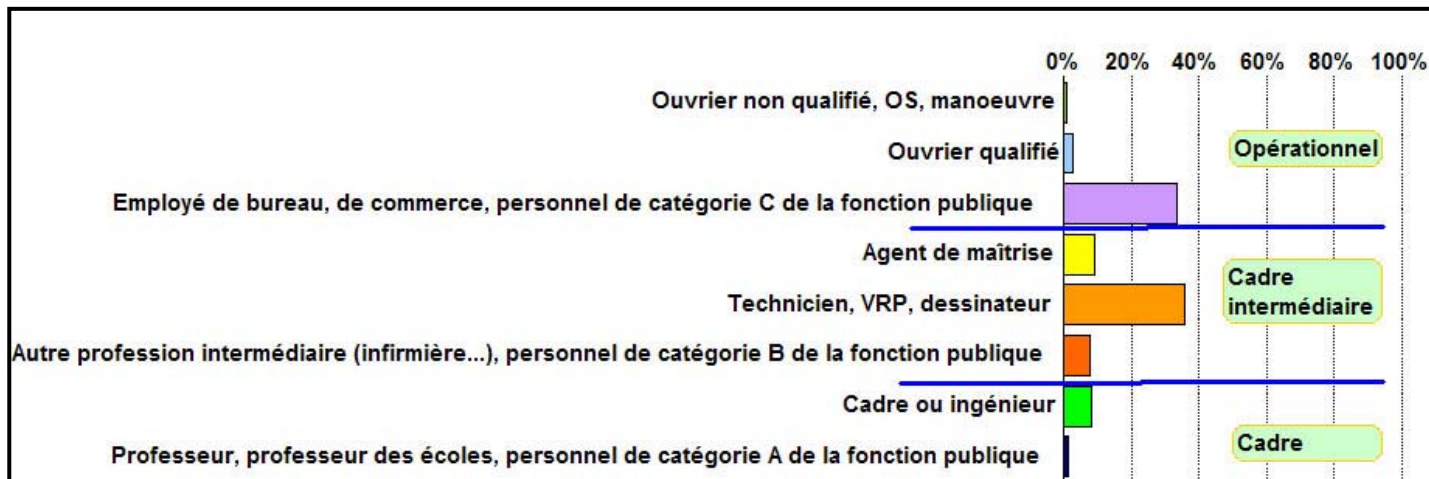 0% 20% 40% 60% 80% 100%
Ouvrier non qualifié, OS, manoeuvre
Ouvrier qualifié
Opérationnel
Employé de bureau, de commerce, personnel de catégorie C de la fonction publique
Agent de maîtrise
Cadre
intermédiaire
Technicien, VRP, dessinateur
Autre profession intermédiaire (infirmière...), personnel de catégorie B de la fonction publique
Cadre ou ingénieur
Cadre
Professeur, professeur des écoles, personnel de catégorie A de la fonction publique